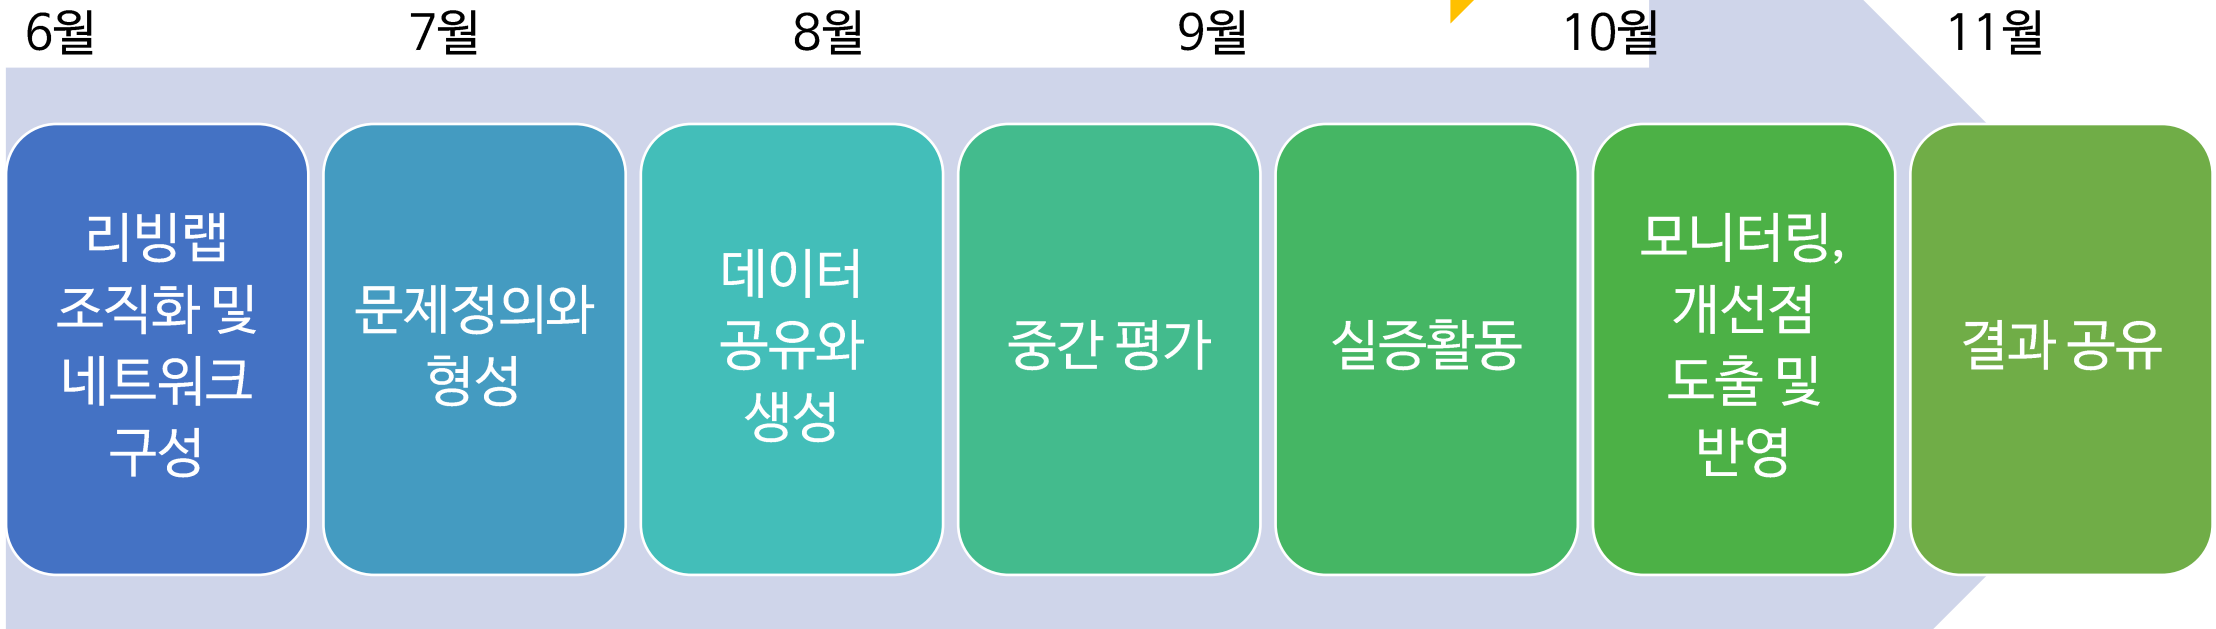 6월 7월 8월 9월 10월 11월
리빙랩
조직화 및
네트워크
구성
문제정의와
형성
데이터
공유와
생성
중간 평가
실증활동
모니터링,
개선점
도출 및
반영
결과 공유